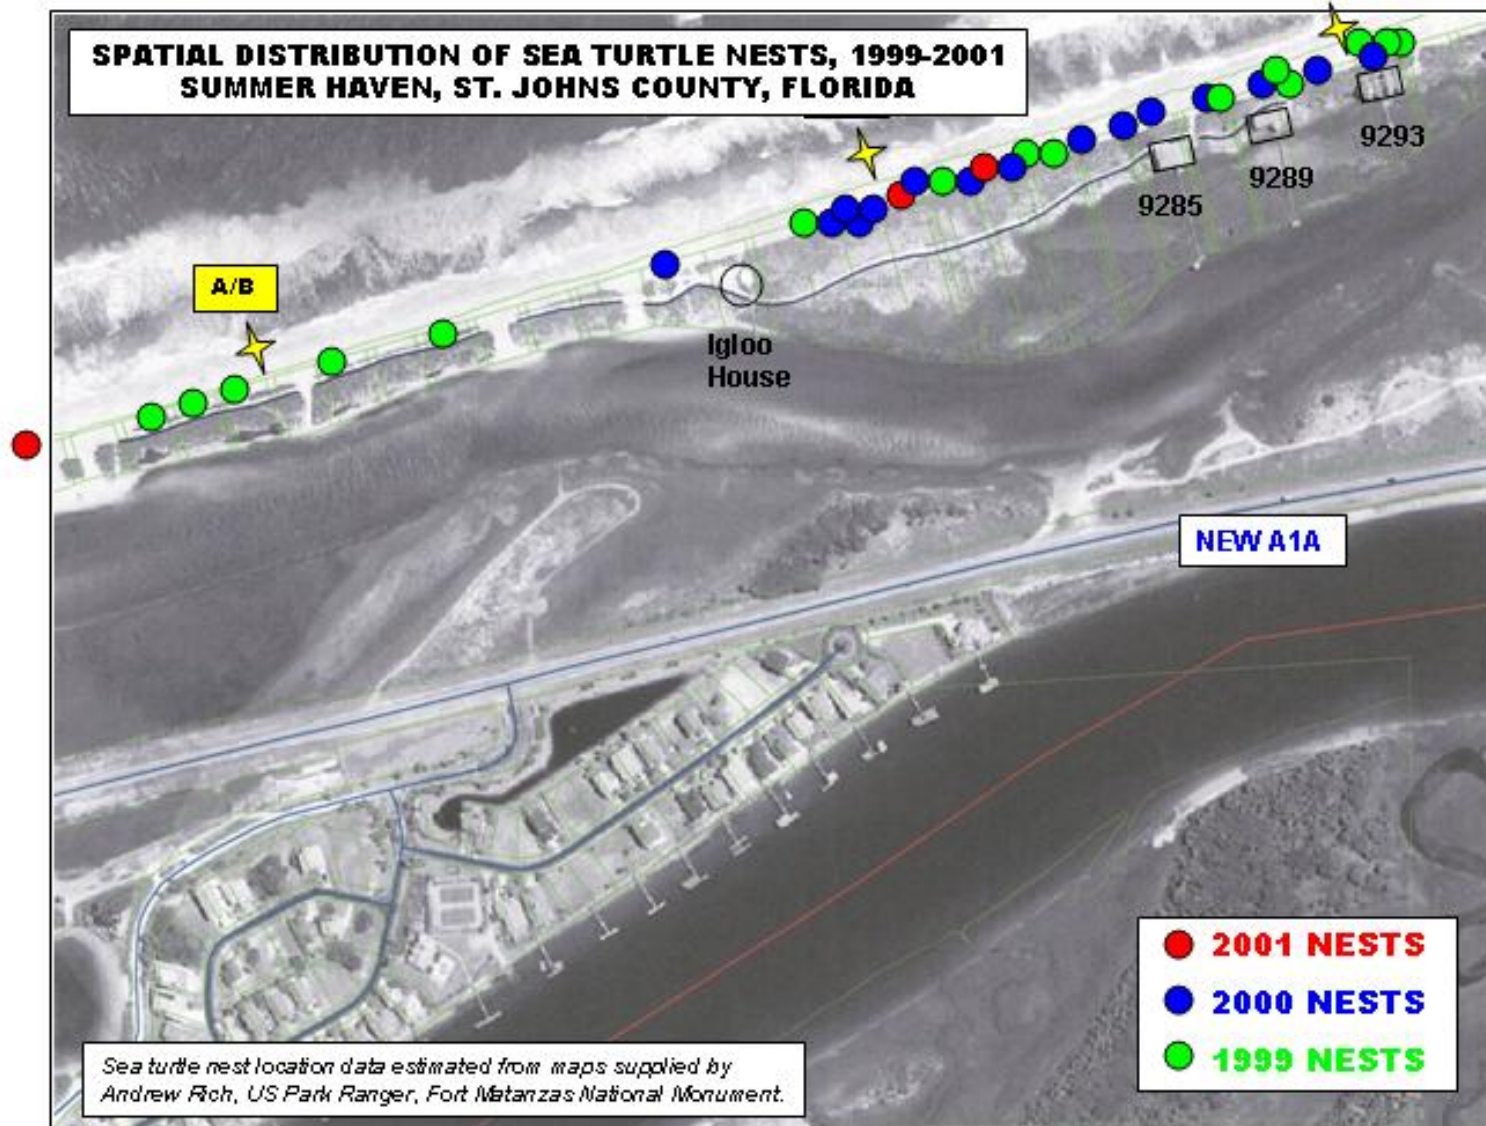 SPATIAL DISTRIBUTION OF SEA TURTLE NESTS, 1999-2001
SUMMER HAVEN, ST. JOHNS COUNTY, FLORIDA
9293
9289
9285
A/B
Igloo
House
NEW A1A
2001 NESTS
2000 NESTS
1999 NESTS
Sea turtle nest location data estimated from maps supplied by
Andrew Rich, US Park Ranger, Fort Matanzas National Monument.